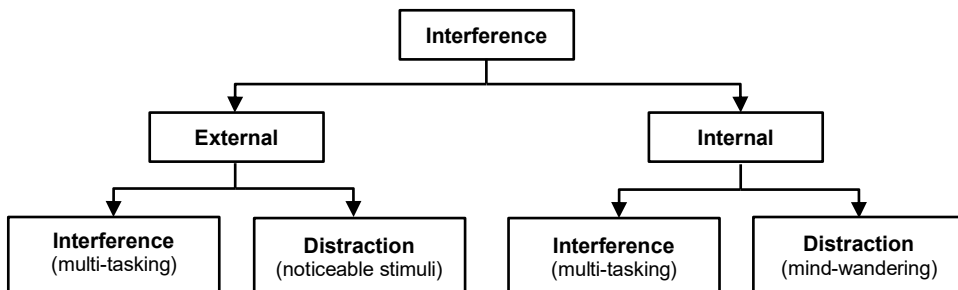 Interference
External
Internal
Interference
(multi-tasking)
Distraction
(noticeable stimuli)
Interference
(multi-tasking)
Distraction
(mind-wandering)